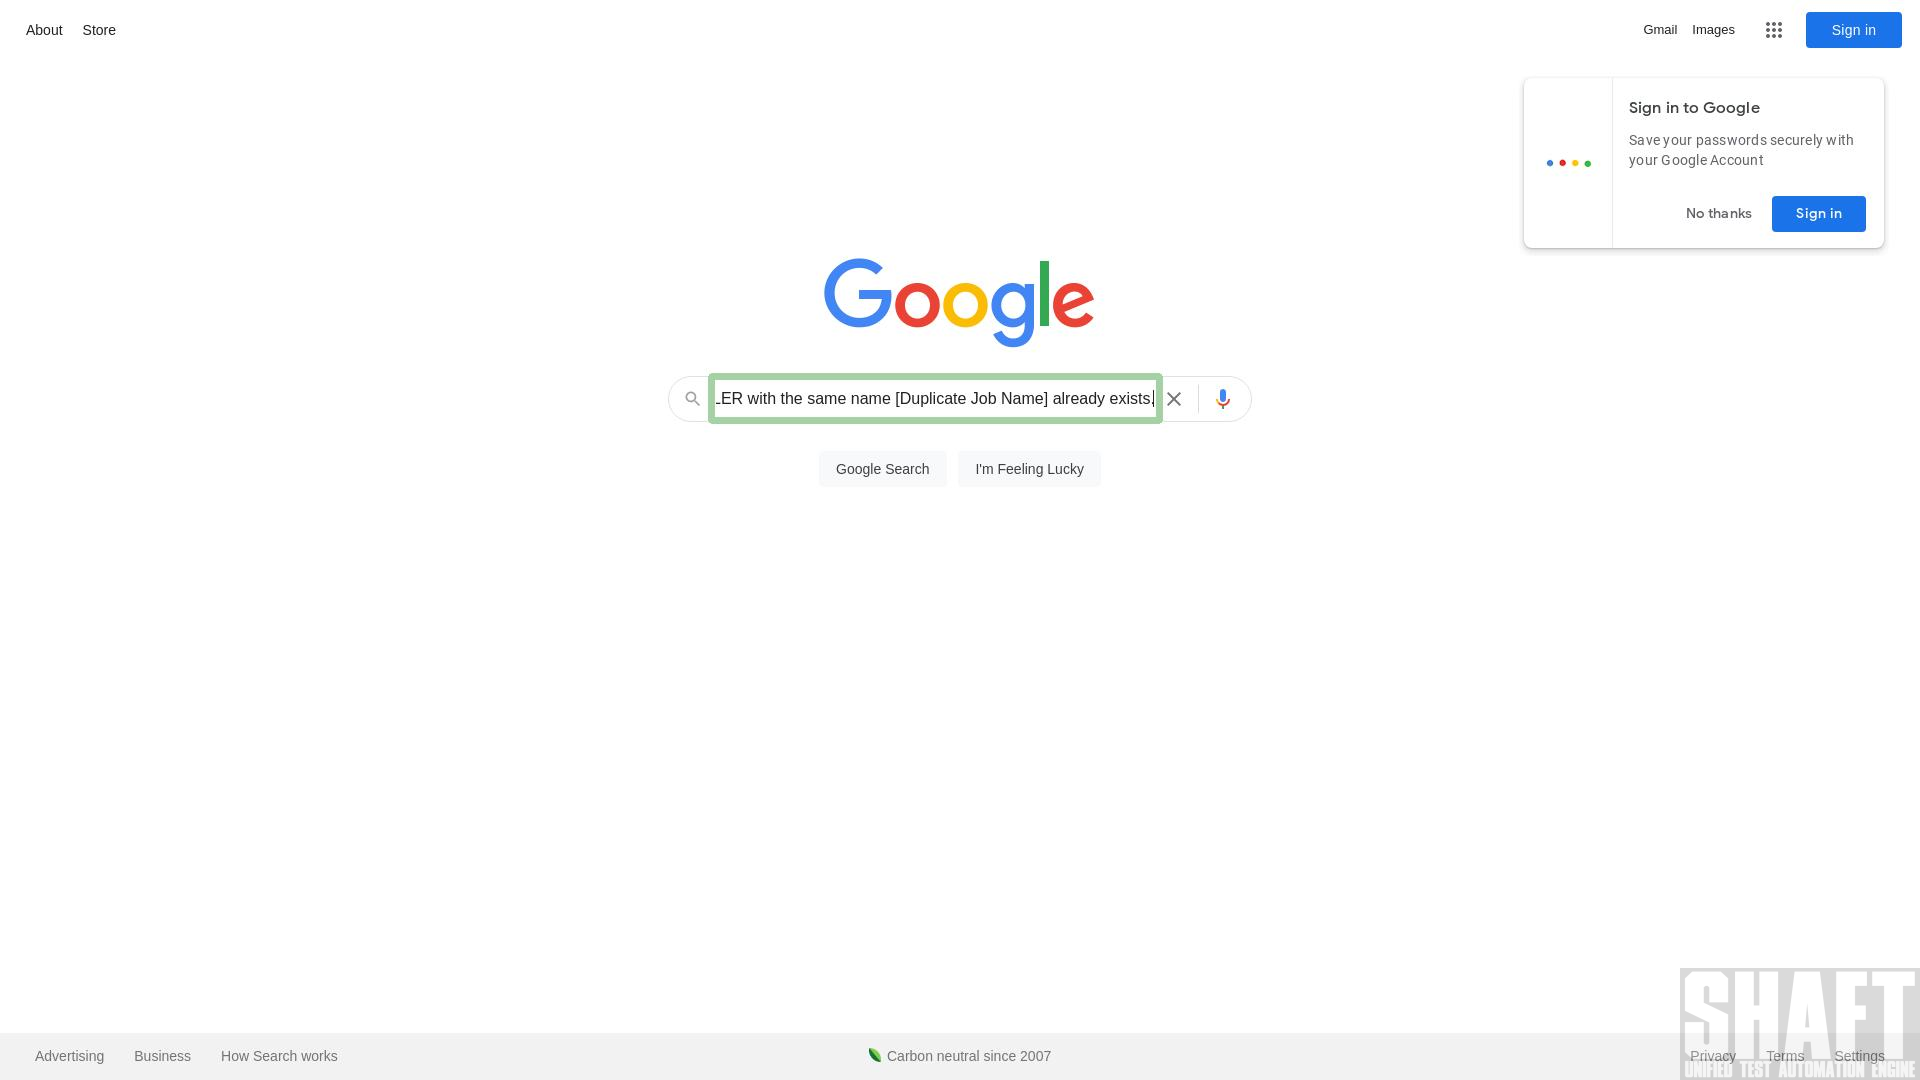 About Store
Gmail Images
Sign in
Sign in to Google
Save your passwords securely with
your Google Account
No thanks
Sign in
Google
LER with the same name [Duplicate Job Name] already exists.
Google Search
I'm Feeling Lucky
Advertising Business How Search works
Carbon neutral since 2007
Privacy Terms Settings
SHAFT
UNIFIED TEST AUTOMATION ENGINE